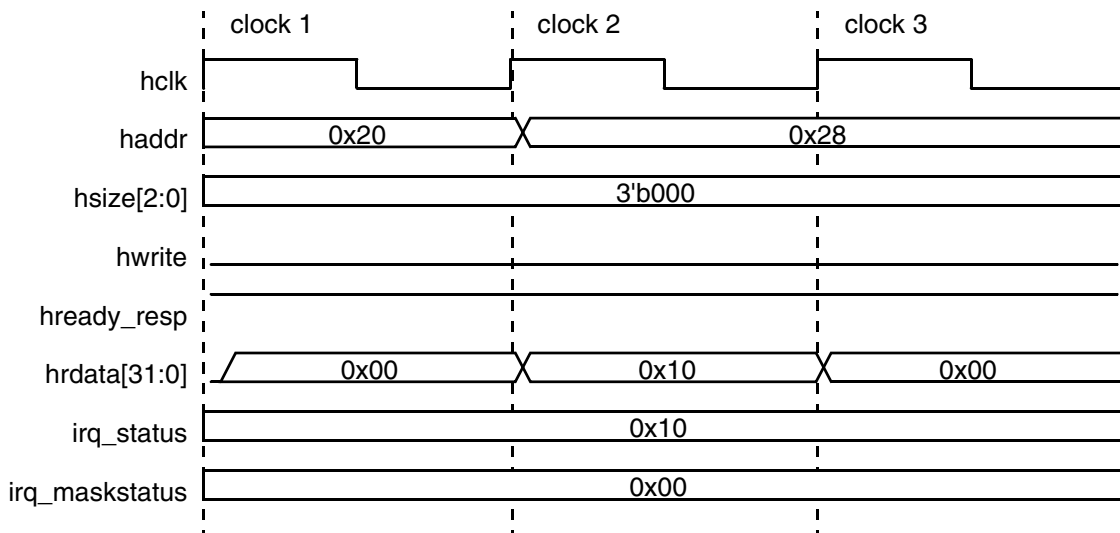 clock 1 clock 2 clock 3
hclk
haddr 0x20 0x28
hsize[2:0] 3'b000
hwrite
hready_resp
hrdata[31:0] 0x00 0x10 0x00
irq_status 0x10
irq_maskstatus 0x00